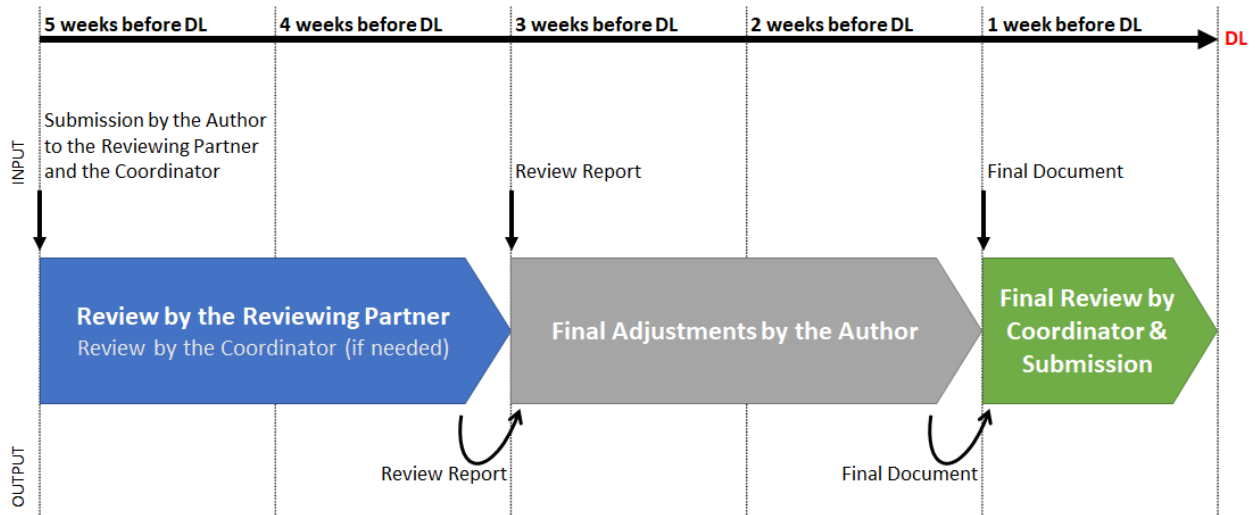 5 weeks before DL
4 weeks before DL
3 weeks before DL
2 weeks before DL
1 week before DL
DL
INPUT
Submission by the Author
to the Reviewing Partner
and the Coordinator
Review Report
Final Document
Review by the Reviewing Partner
Review by the Coordinator (if needed)
Final Adjustments by the Author
Final Review by
Coordinator &
Submission
OUTPUT
Review Report
Final Document